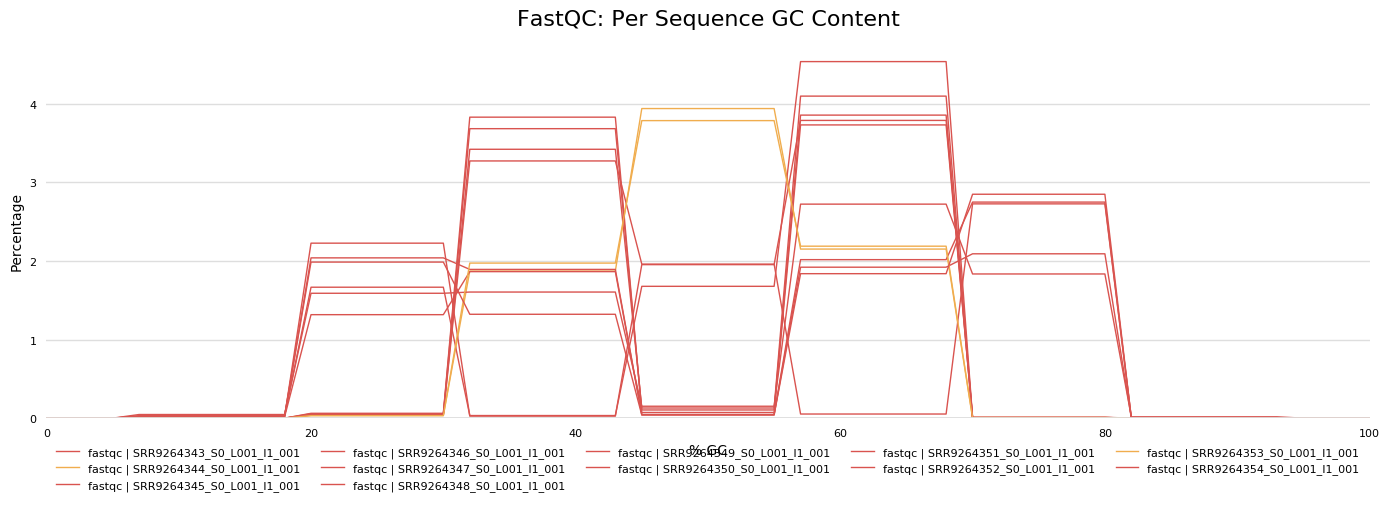 FastQC: Per Sequence GC Content
Percentage
4
3
2
1
0
0 20 40 60 80 100
% GC
fastqc | SRR9264343_S0_L001_I1_001 fastqc | SRR9264346_S0_L001_I1_001 fastqc | SRR9264349_S0_L001_I1_001 fastqc | SRR9264351_S0_L001_I1_001 fastqc | SRR9264353_S0_L001_I1_001
fastqc | SRR9264344_S0_L001_I1_001 fastqc | SRR9264347_S0_L001_I1_001 fastqc | SRR9264350_S0_L001_I1_001 fastqc | SRR9264352_S0_L001_I1_001 fastqc | SRR9264354_S0_L001_I1_001
fastqc | SRR9264345_S0_L001_I1_001 fastqc | SRR9264348_S0_L001_I1_001